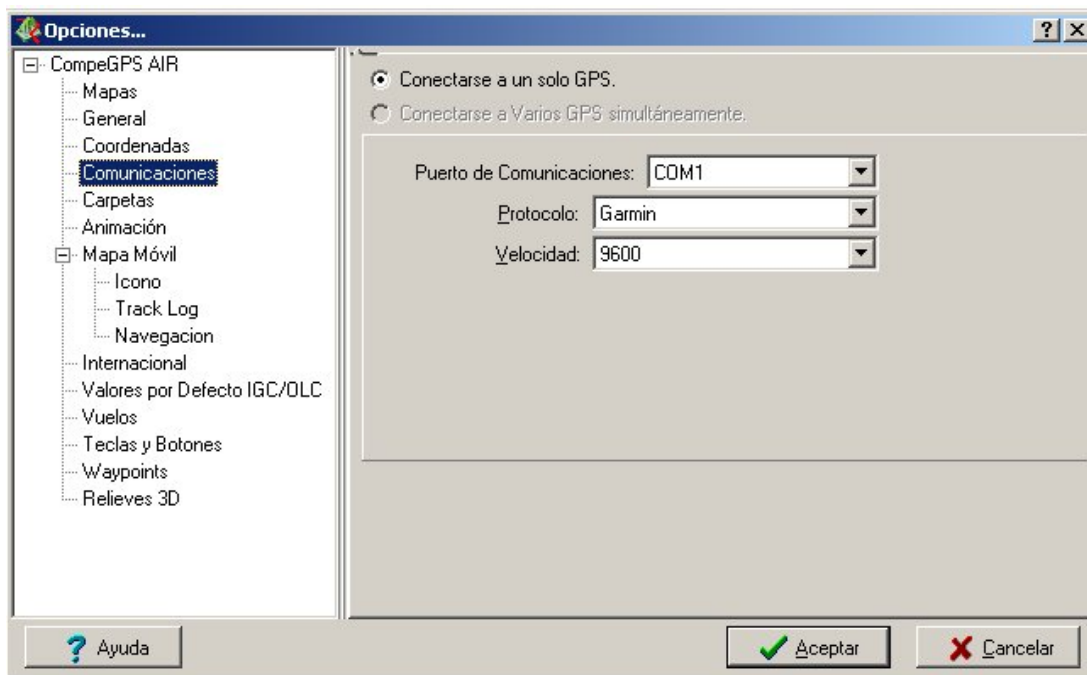 Opciones...
CompeGPS AIR
Mapas
General
Coordenadas
Comunicaciones
Carpetas
Animación
Mapa Móvil
Icono
Track Log
Navegacion
Internacional
Valores por Defecto IGC/OLC
Vuelos
Teclas y Botones
Waypoints
Relieves 3D
Conectarse a un solo GPS.
Conectarse a Varios GPS simultáneamente.
Puerto de Comunicaciones: COM1
Protocolo: Garmin
Velocidad: 9600
? Ayuda
Aceptar
Cancelar